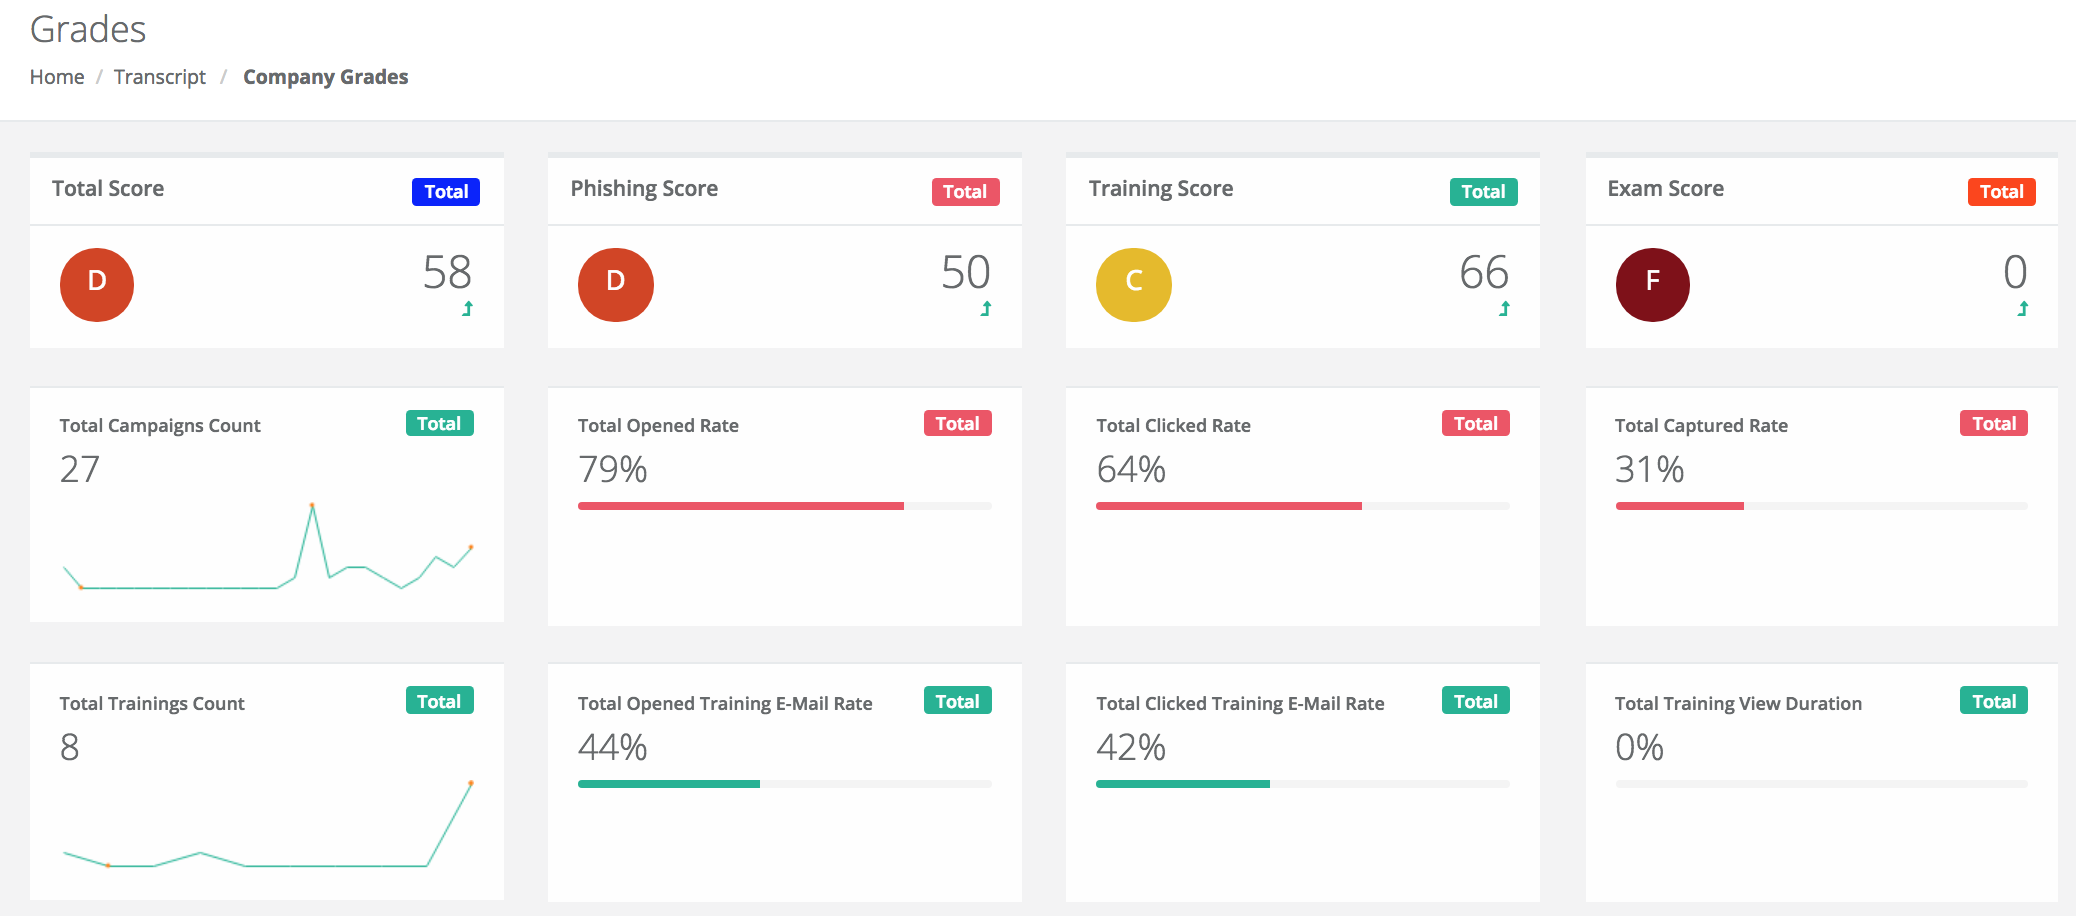 Grades
Home / Transcript / Company Grades
Total Score Total
D 58
Phishing Score Total
D 50
Training Score Total
C 66
Exam Score Total
F 0
Total Campaigns Count Total
27
Total Opened Rate Total
79%
Total Clicked Rate Total
64%
Total Captured Rate Total
31%
Total Trainings Count Total
8
Total Opened Training E-Mail Rate Total
44%
Total Clicked Training E-Mail Rate Total
42%
Total Training View Duration Total
0%